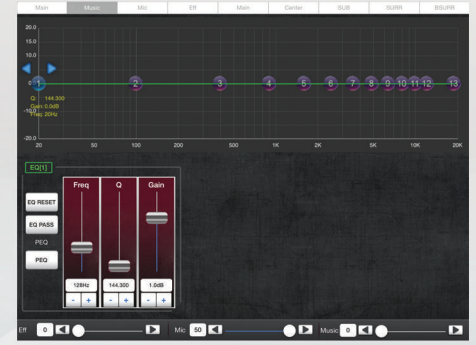 Main Music Mic Eff Main Center SUB SURR BSURR
20.0
15.0
0
1 2 3 4 5 6 7 8 9 10 11 12 13
Q: 144.300
Gain: 0.0dB
-10.0
Freq: 20Hz
-20.0
20 50 100 200 500 1K 2K 5K 10K 20K
EQ[1]
Freq Q Gain
EQ RESET
EQ PASS
PEQ
PEQ
128Hz 144.300 1.0dB
- + - + - +
Eff 0 Mic 50 Music 0